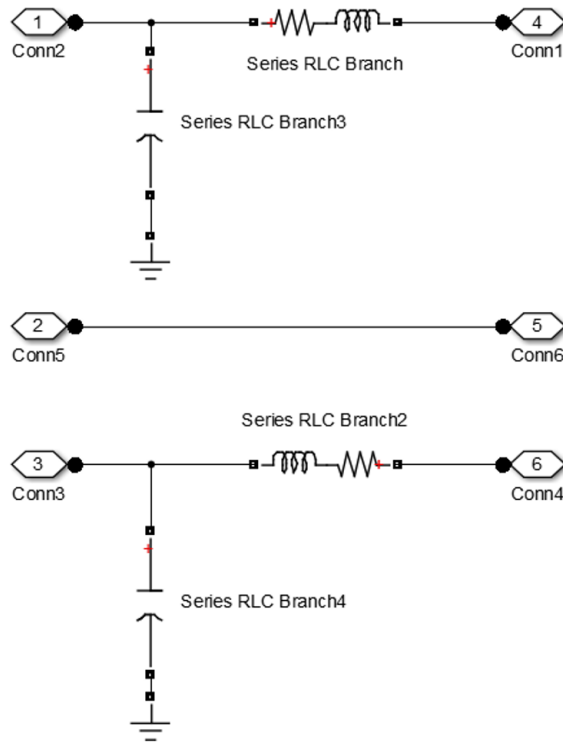 1
Conn2
Series RLC Branch
4
Conn1
Series RLC Branch3
2
Conn5
5
Conn6
Series RLC Branch2
3
Conn3
6
Conn4
Series RLC Branch4